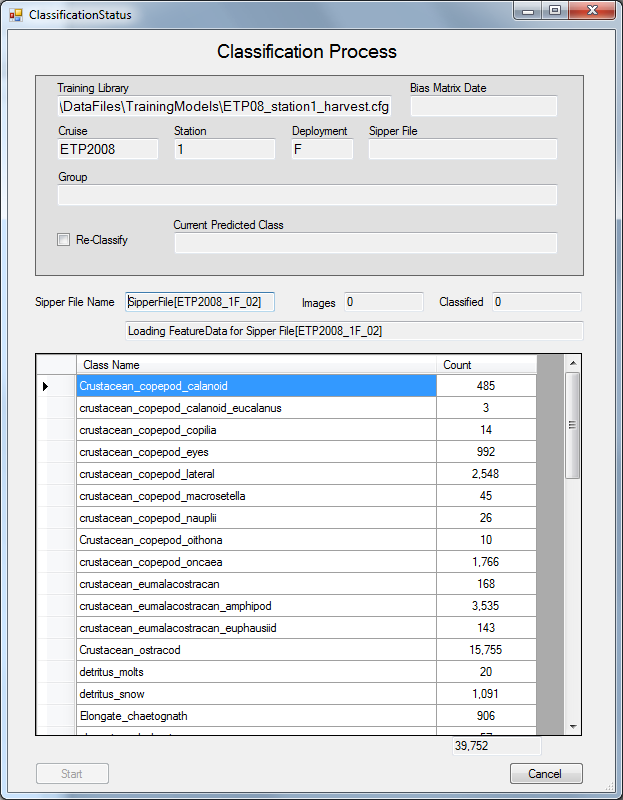 ClassificationStatus
Classification Process
Training Library
Bias Matrix Date
\DataFiles\TrainingModels\ETP08_station1_harvest.cfg
Cruise Station Deployment Sipper File
ETP2008 1 F
Group
Re-Classify
Current Predicted Class
Sipper File Name SipperFile[ETP2008_1F_02] Images 0 Classified 0
Loading FeatureData for Sipper File[ETP2008_1F_02]
Class Name Count
Crustacean_copepod_calanoid 485
crustacean_copepod_calanoid_eucalanus 3
crustacean_copepod_copilia 14
crustacean_copepod_eyes 992
crustacean_copepod_lateral 2,548
crustacean_copepod_macrosetella 45
crustacean_copepod_nauplii 26
Crustacean_copepod_oithona 10
crustacean_copepod_oncaea 1,766
crustacean_eumalacostracan 168
crustacean_eumalacostracan_amphipod 3,535
crustacean_eumalacostracan_euphausiid 143
Crustacean_ostracod 15,755
detritus_molts 20
detritus_snow 1,091
Elongate_chaetognath 906
39,752
Start Cancel